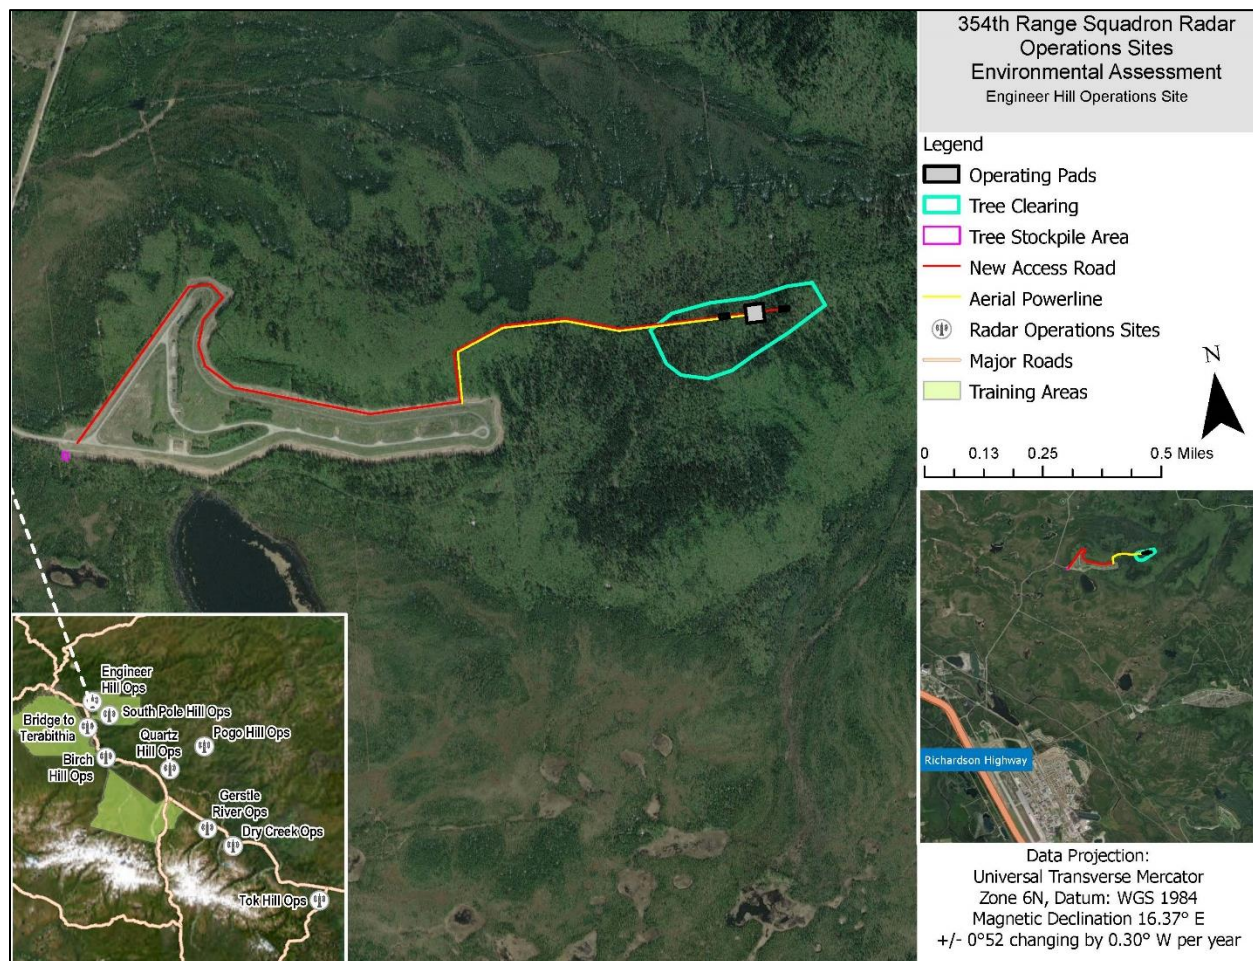 354th Range Squadron Radar
Operations Sites
Environmental Assessment
Engineer Hill Operations Site
Legend
Operating Pads
Tree Clearing
Tree Stockpile Area
New Access Road
Aerial Powerline
Radar Operations Sites
Major Roads
Training Areas
N
0 0.13 0.25 0.5 Miles
Richardson Highway
Data Projection:
Universal Transverse Mercator
Zone 6N, Datum: WGS 1984
Magnetic Declination 16.37° E
+/- 0°52 changing by 0.30° W per year
Engineer
Hill Ops
South Pole Hill Ops
Bridge to
Terabithia
Quartz
Hill Ops
Pogo Hill Ops
Birch
Hill Ops
Gerstle
River Ops
Dry Creek Ops
Tok Hill Ops